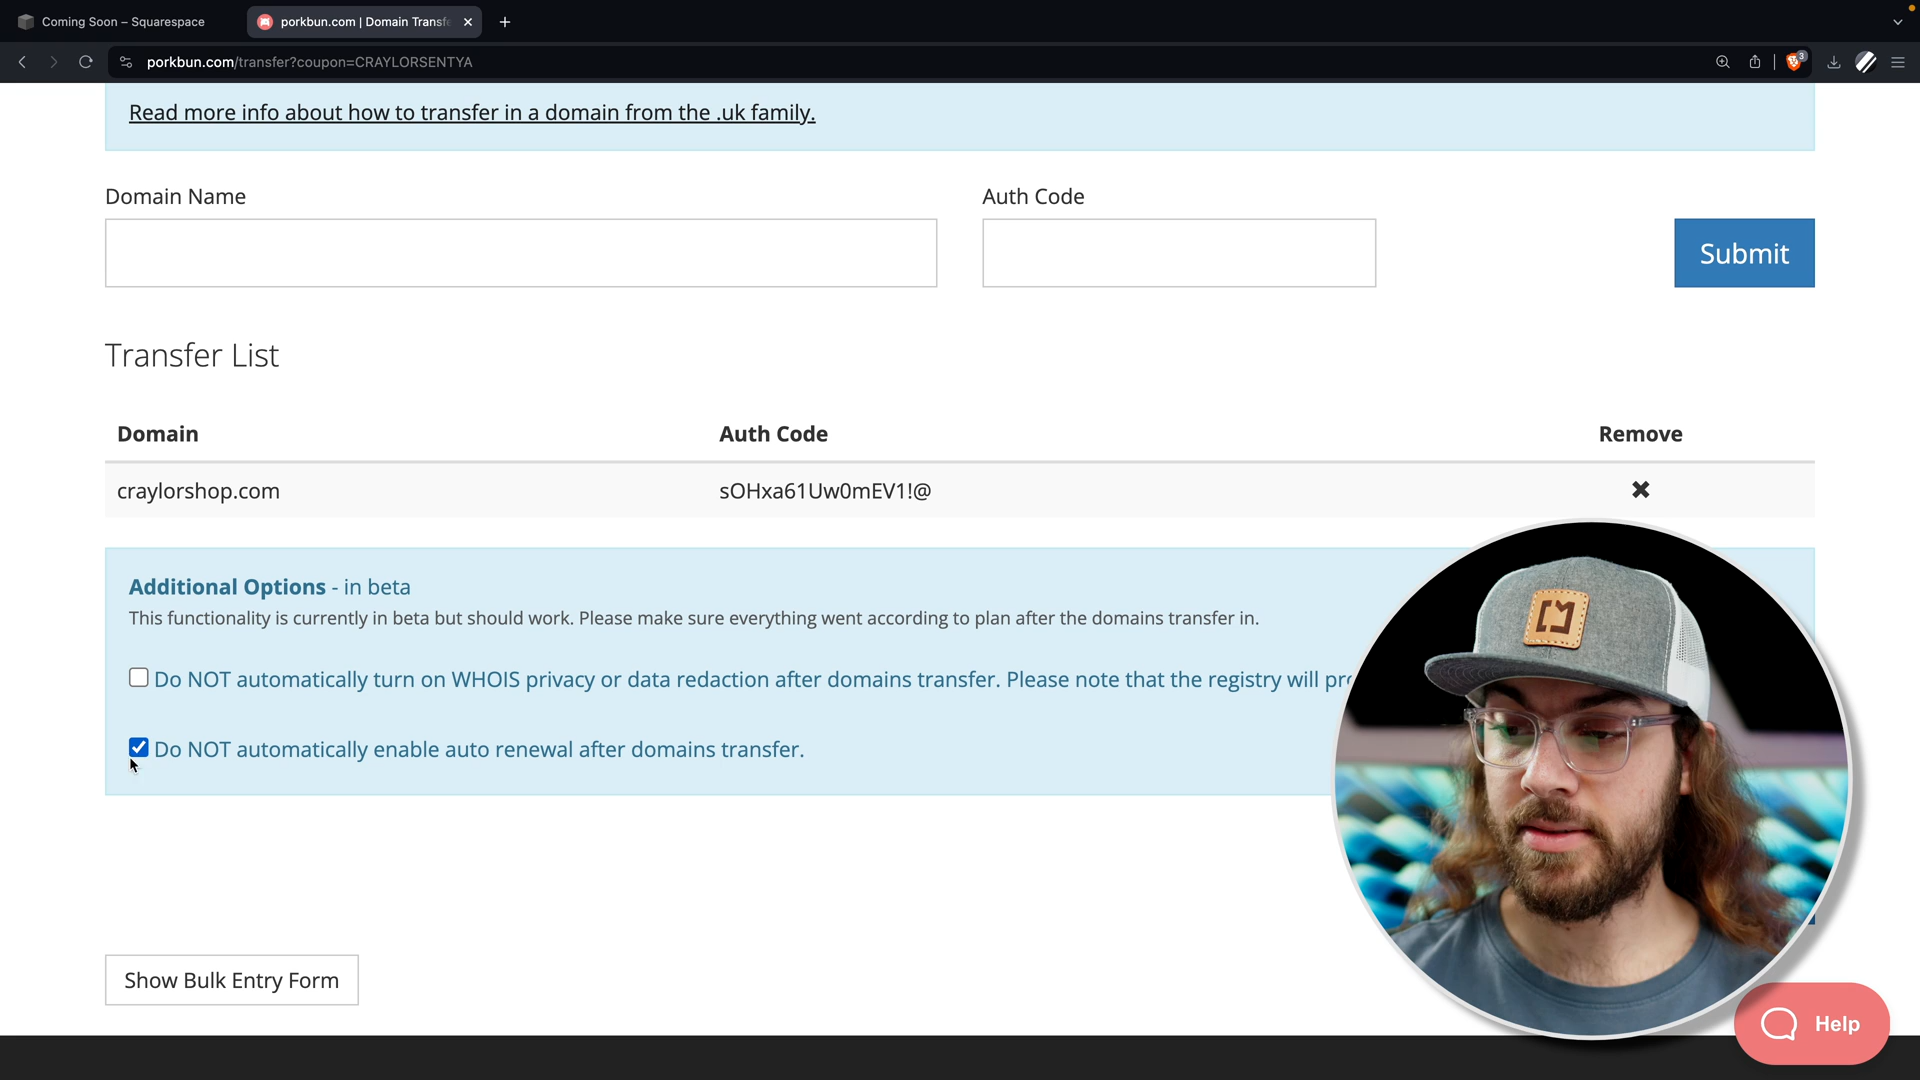 Coming Soon – Squarespace
porkbun.com | Domain Transfe
porkbun.com/transfer?coupon=CRAYLORSENTYA
3
Read more info about how to transfer in a domain from the .uk family.
Domain Name
Auth Code
Submit
Transfer List
Domain Auth Code Remove
craylorshop.com sOHxa61Uw0mEV1!@
Additional Options - in beta
This functionality is currently in beta but should work. Please make sure everything went according to plan after the domains transfer in.
Do NOT automatically turn on WHOIS privacy or data redaction after domains transfer. Please note that the registry will pr
Do NOT automatically enable auto renewal after domains transfer.
Show Bulk Entry Form
Help